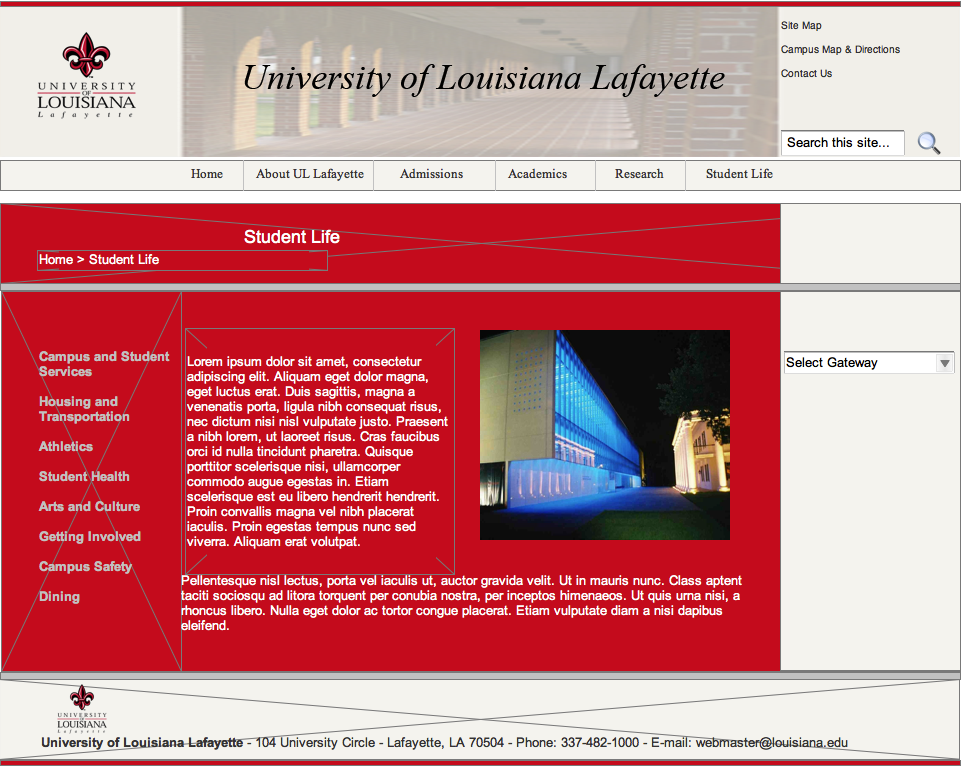 UNIVERSITY
OF
LOUISIANA
Lafayette
University of Louisiana Lafayette
Site Map
Campus Map & Directions
Contact Us
Search this site...
Home
About UL Lafayette
Admissions
Academics
Research
Student Life
Student Life
Home > Student Life
Campus and Student
Services
Housing and
Transportation
Athletics
Student Health
Arts and Culture
Getting Involved
Campus Safety
Dining
Lorem ipsum dolor sit amet, consectetur
adipiscing elit. Aliquam eget dolor magna,
eget luctus erat. Duis sagittis, magna a
venenatis porta, ligula nibh consequat risus,
nec dictum nisi nisl vulputate justo. Praesent
a nibh lorem, ut laoreet risus. Cras faucibus
orci id nulla tincidunt pharetra. Quisque
porttitor scelerisque nisi, ullamcorper
commodo augue egestas in. Etiam
scelerisque est eu libero hendrerit hendrerit.
Proin convallis magna vel nibh placerat
iaculis. Proin egestas tempus nunc sed
viverra. Aliquam erat volutpat.
Pellentesque nisl lectus, porta vel iaculis ut, auctor gravida velit. Ut in mauris nunc. Class aptent
taciti sociosqu ad litora torquent per conubia nostra, per inceptos himenaeos. Ut quis urna nisi, a
rhoncus libero. Nulla eget dolor ac tortor congue placerat. Etiam vulputate diam a nisi dapibus
eleifend.
Select Gateway
UNIVERSITY
OF
LOUISIANA
Lafayette
University of Louisiana Lafayette - 104 University Circle - Lafayette, LA 70504 - Phone: 337-482-1000 - E-mail: webmaster@louisiana.edu